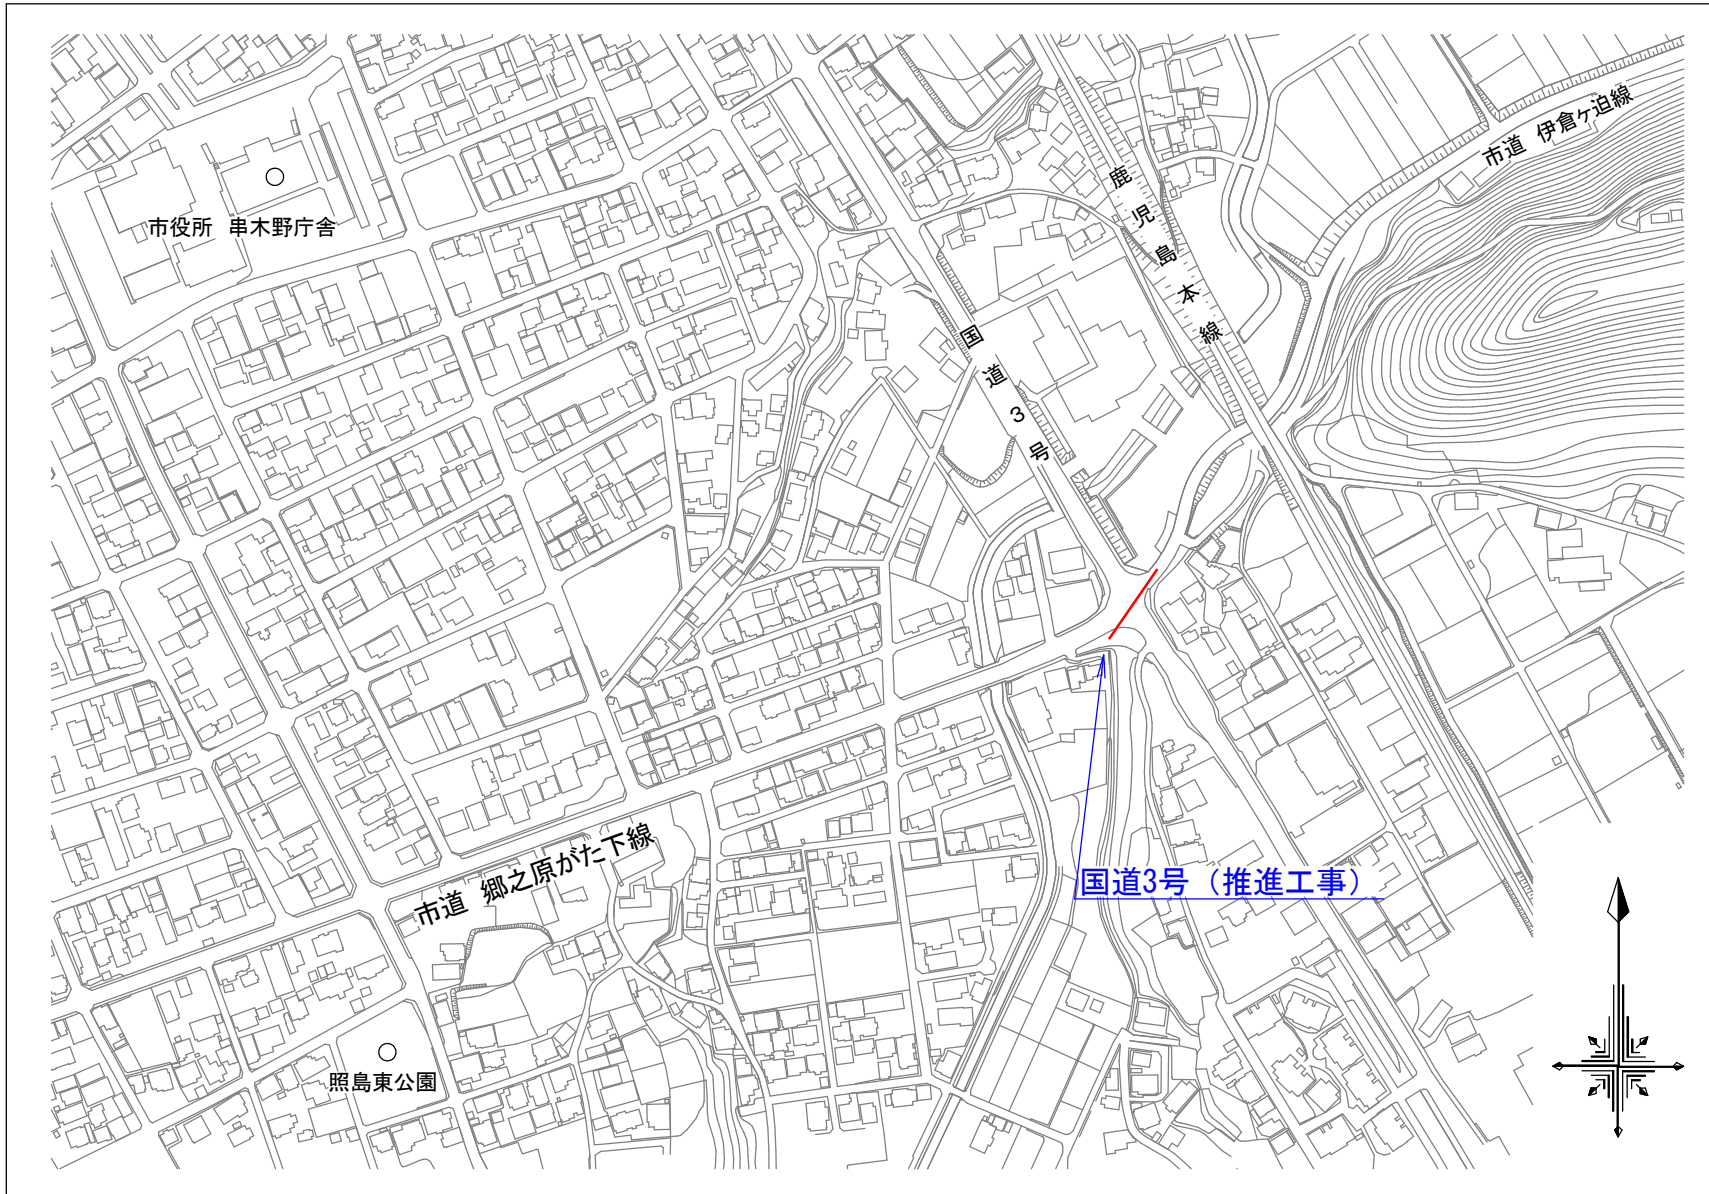 市道 伊倉ヶ迫線
鹿児島本線
市役所 串木野庁舎
国道3号
市道 郷之原がた下線
国道3号（推進工事）
照島東公園